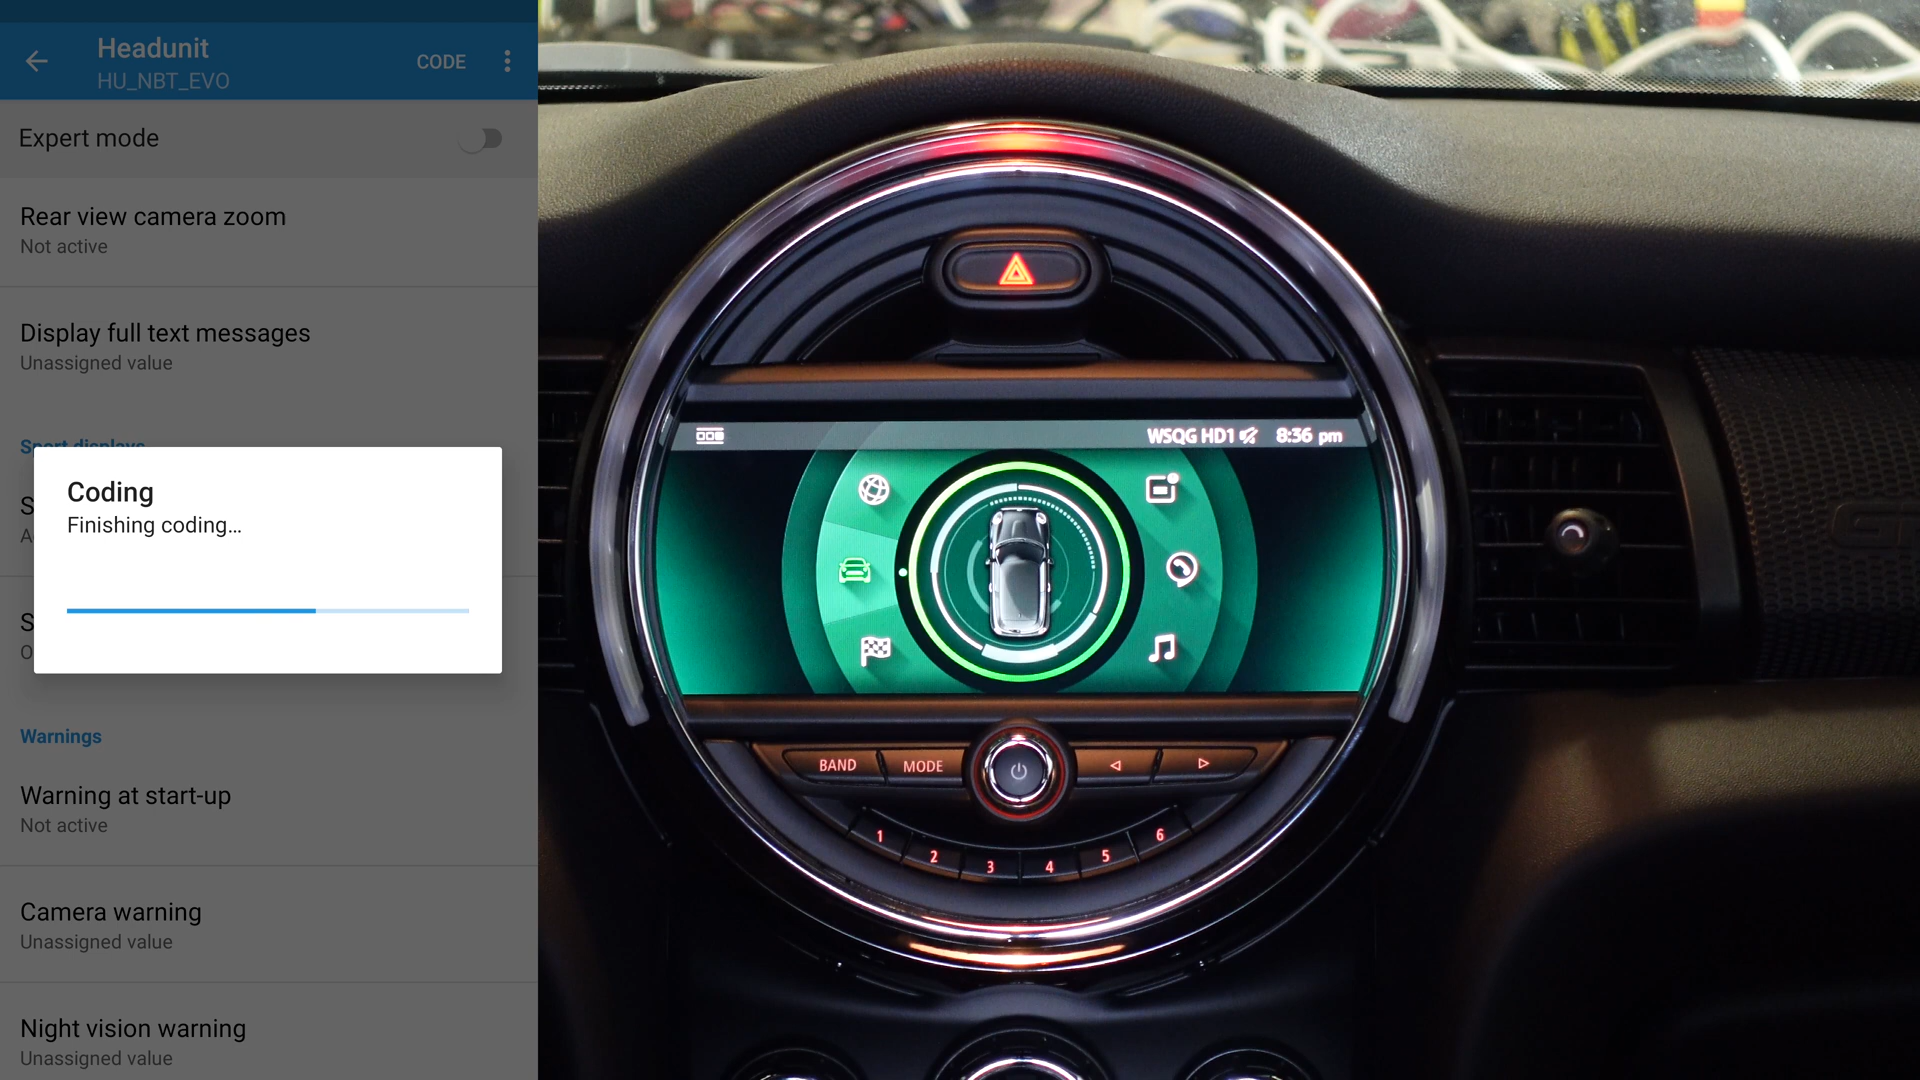 Headunit
HU_NBT_EVO
CODE
Expert mode
Rear view camera zoom
Not active
Display full text messages
Unassigned value
Coding
Finishing coding...
Warnings
Warning at start-up
Not active
Camera warning
Unassigned value
Night vision warning
Unassigned value
WSQG HD1 8:36 pm
BAND MODE
1 2 3 4 5 6